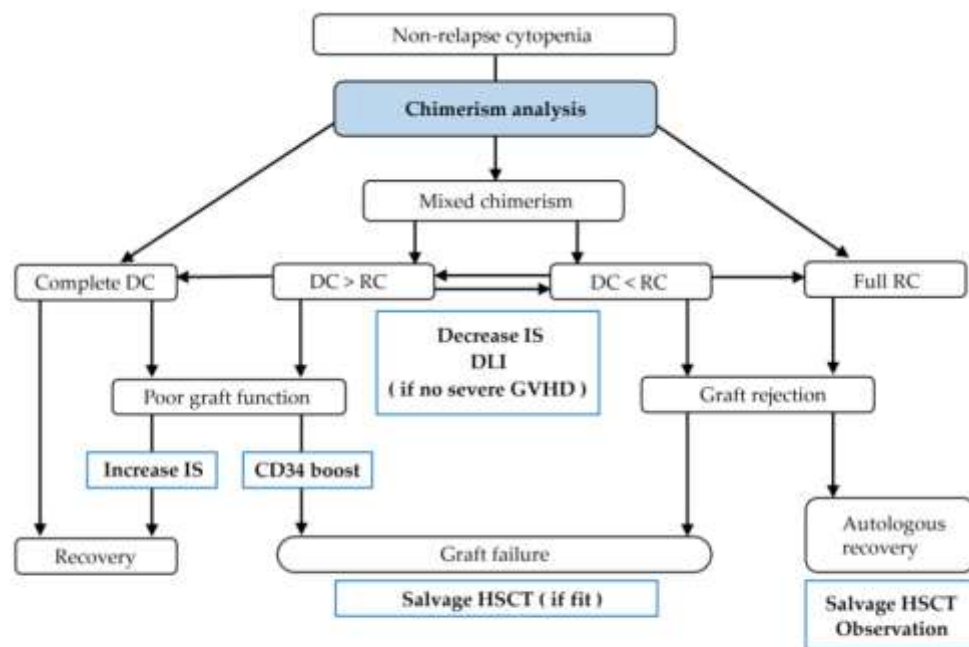 Non-relapse cytopenia
Chimerism analysis
Mixed chimerism
Complete DC
DC > RC
DC < RC
Full RC
Decrease IS
DLI
( if no severe GVHD )
Poor graft function
Graft rejection
Increase IS
CD34 boost
Recovery
Graft failure
Autologous
recovery
Salvage HSCT ( if fit )
Salvage HSCT
Observation